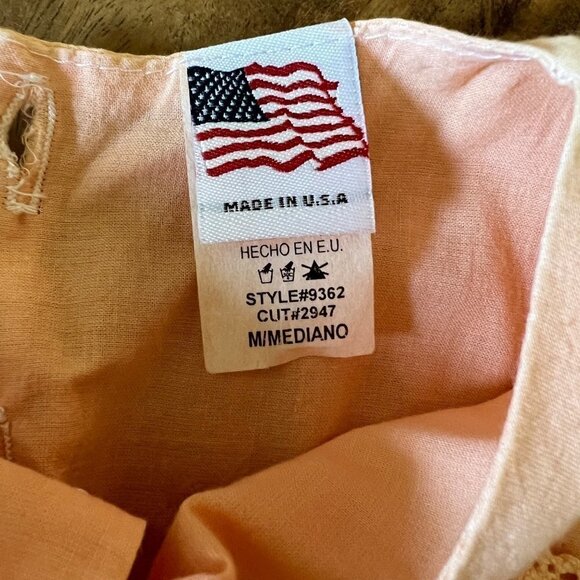 MADE IN U.S.A
HECHO EN E.U.
STYLE#9362
CUT#2947
M/MEDIANO